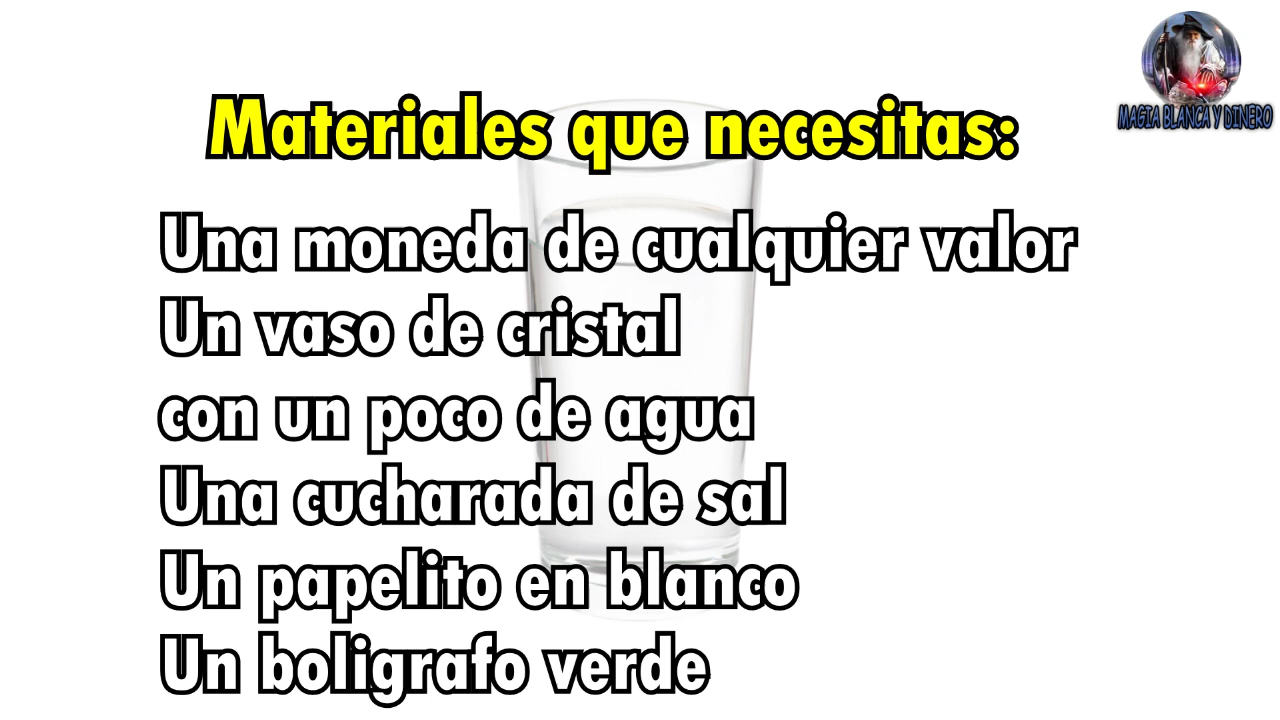 MAGIA BLANCA Y DINERO
Materiales que necesitas:
Una moneda de cualquier valor
Un vaso de cristal
con un poco de agua
Una cucharada de sal
Un papelito en blanco
Un boligrafo verde